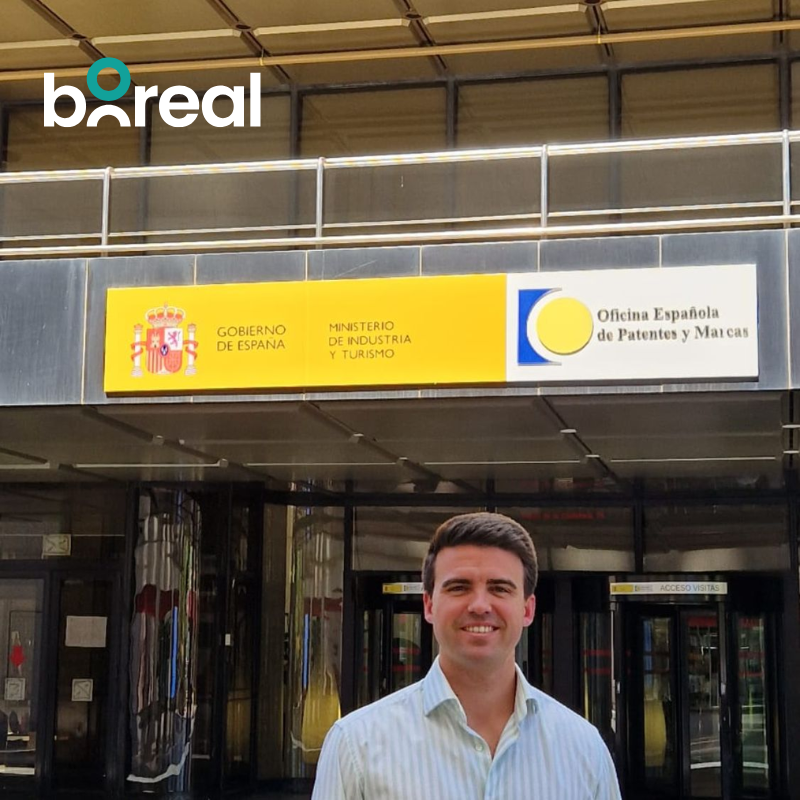 boreal
GOBIERNO
DE ESPAÑA
MINISTERIO
DE INDUSTRIA
Y TURISMO
Oficina Española
de Patentes y Marcas
ACCESO VISITAS